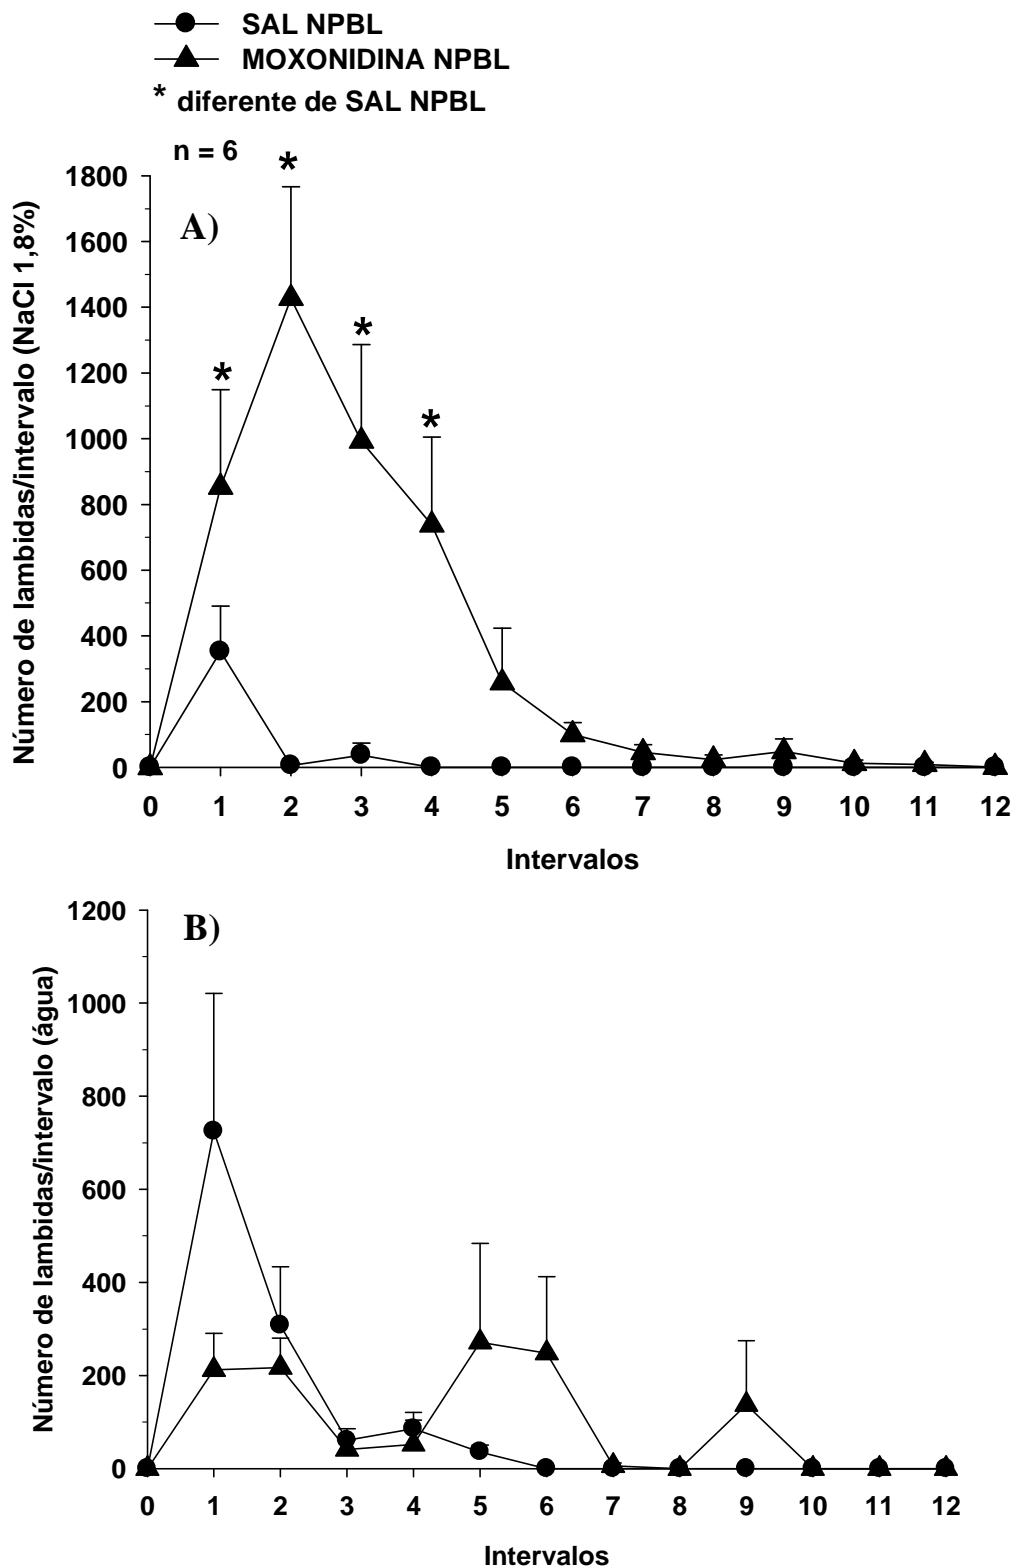 SAL NPBL
MOXONIDINA NPBL
* diferente de SAL NPBL
n = 6
A)
Número de lambidas/intervalo (NaCl 1,8%)
1800
1600
1400
1200
1000
800
600
400
200
0
* * * *
0 1 2 3 4 5 6 7 8 9 10 11 12
Intervalos
B)
Número de lambidas/intervalo (água)
1200
1000
800
600
400
200
0
0 1 2 3 4 5 6 7 8 9 10 11 12
Intervalos